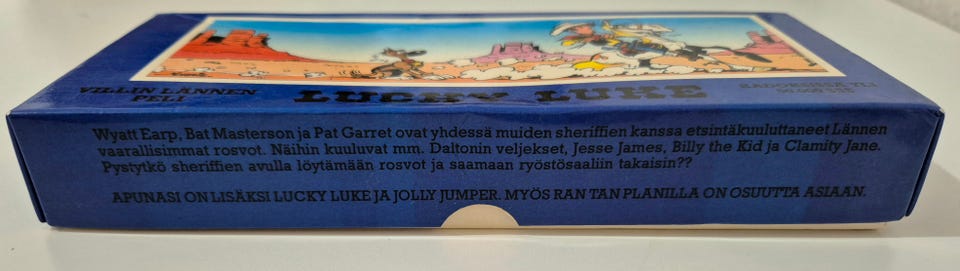 VILLIN LÄNNEN
PELI
LUCKY LUKE
Wyatt Earp, Bat Masterson ja Pat Garret ovat yhdessä muiden sheriffien kanssa etsintäkuuluttaneet Lännen
vaarallisimmat rosvot. Näihin kuuluvat mm. Daltonin veljekset, Jesse James, Billy the Kid ja Clamity Jane.
Pystytkö sheriffien avulla löytämään rosvot ja saamaan ryöstösaaliin takaisin??
APUNASI ON LISÄKSI LUCKY LUKE JA JOLLY JUMPER. MYÖS RAN TAN PLANILLA ON OSUUTTA ASIAAN.